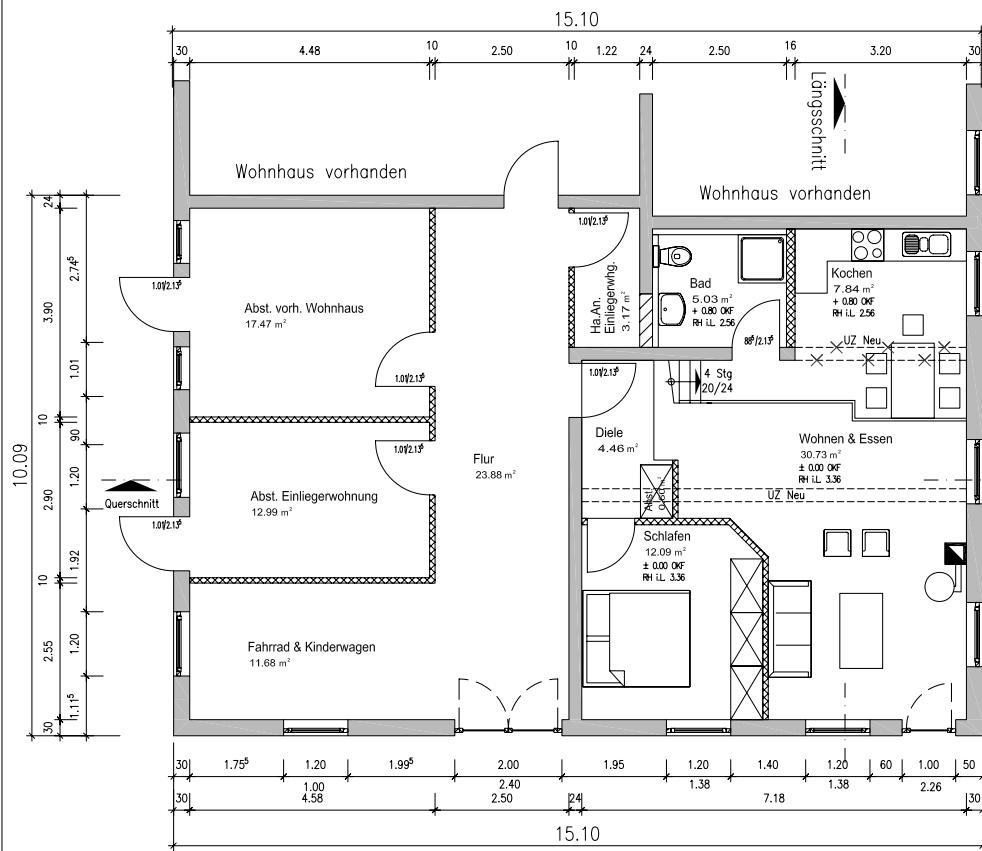 15.10
30 4.48 10 2.50 10 1.22 24 2.50 16 3.20 30
Längsschnitt
Wohnhaus vorhanden
Wohnhaus vorhanden
10.09
24 3.90 10 2.90 10 2.55 30
2.74⁵ 1.01 90 1.20 1.92 1.20 1.11⁵
1.01/2.13⁵
Abst. vorh. Wohnhaus
17.47 m²
1.01/2.13⁵
1.01/2.13⁵
Ha.An.
Einliegerwhg.
3.17 m²
Bad
5.03 m²
+ 0.80 OKF
RH i.L. 2.56
88⁵/2.13⁵
Kochen
7.84 m²
+ 0.80 OKF
RH i.L. 2.56
UZ Neu
4 Stg
20/24
1.01/2.13⁵
Diele
4.46 m²
Wohnen & Essen
30.73 m²
± 0.00 OKF
RH i.L. 3.36
UZ Neu
Flur
23.88 m²
1.01/2.13⁵
Abst. Einliegerwohnung
12.99 m²
Querschnitt
1.01/2.13⁵
Abst.
0.60 m²
Schlafen
12.09 m²
± 0.00 OKF
RH i.L. 3.36
Fahrrad & Kinderwagen
11.68 m²
30 1.75⁵ 1.20 1.99⁵ 2.00 1.95 1.20 1.40 1.20 60 1.00 50
1.00 2.40 1.38 1.38 2.26
30 4.58 2.50 24 7.18 30
15.10